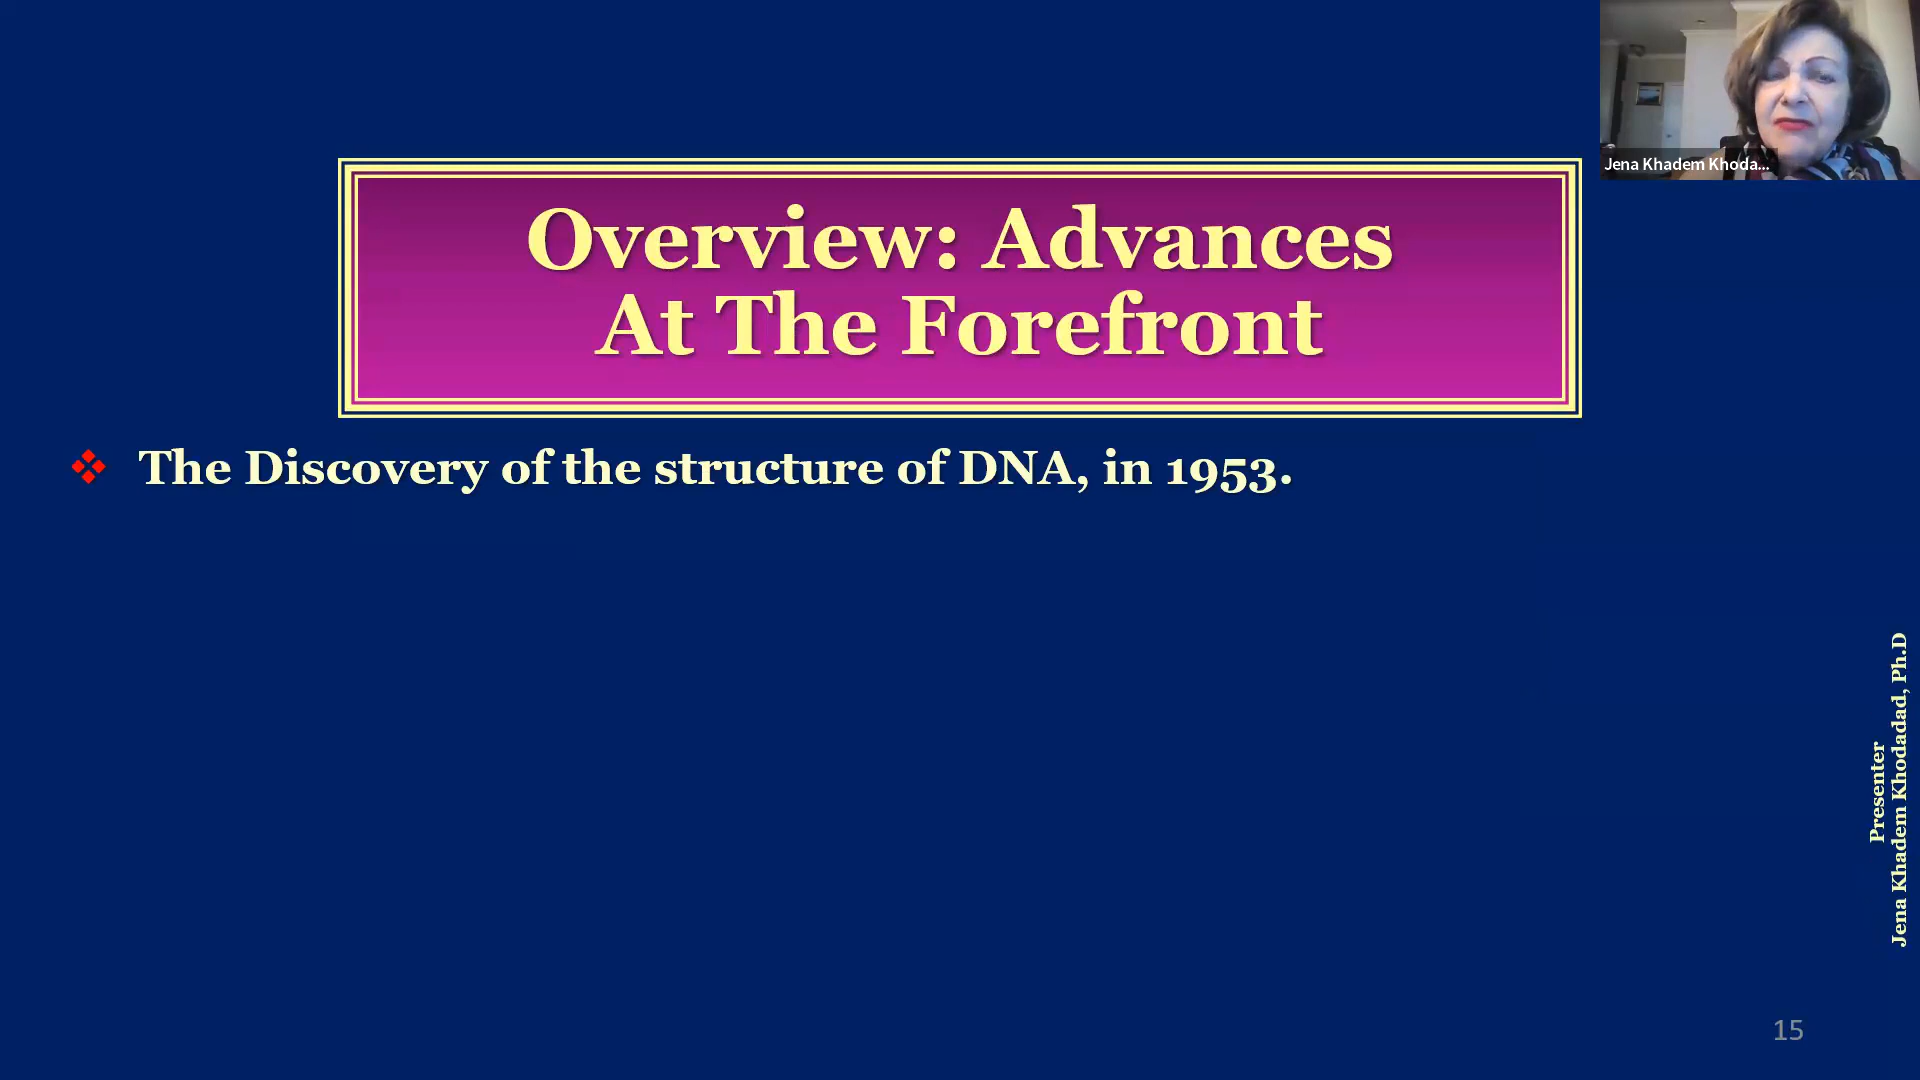 Jena Khadem Khoda...
Overview: Advances
At The Forefront
❖ The Discovery of the structure of DNA, in 1953.
Presenter
Jena Khadem Khodadad, Ph.D
15